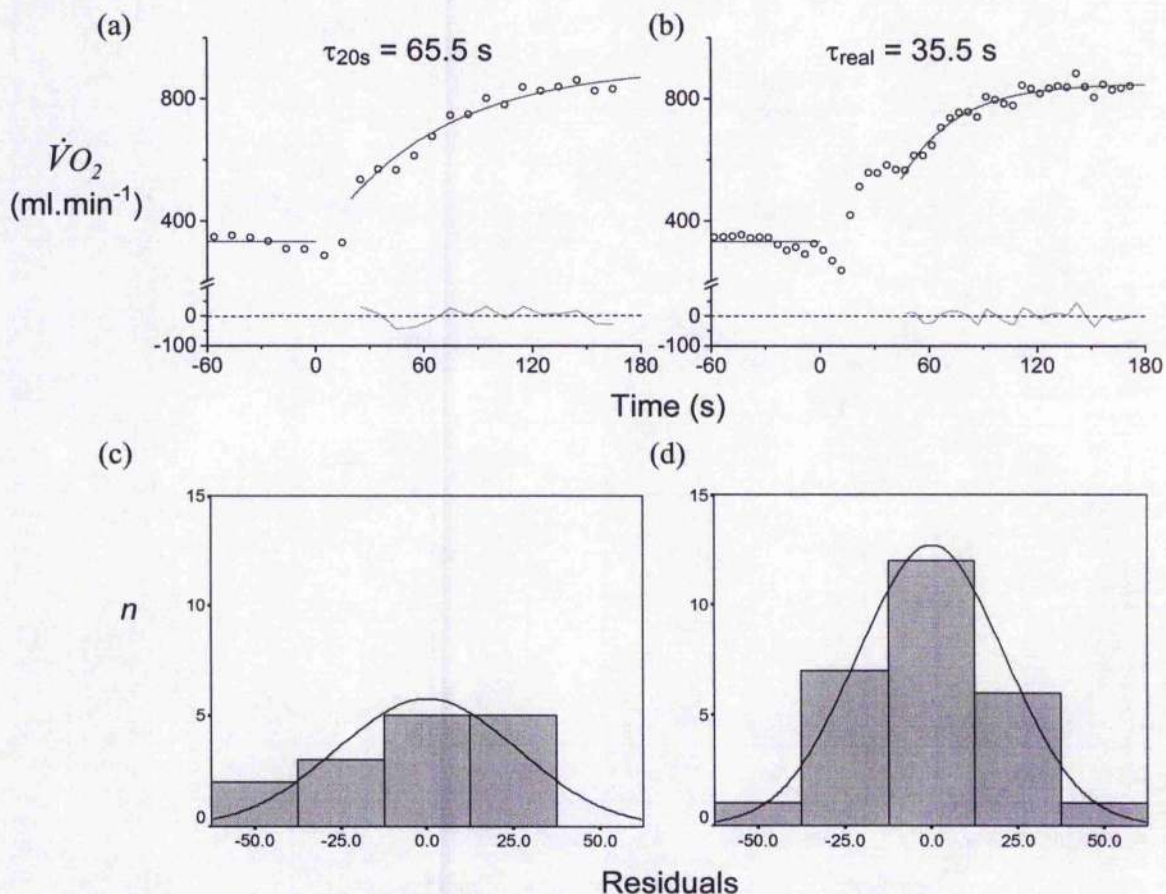 (a)
τ20s = 65.5 s
(b)
τreal = 35.5 s
V̇O2
(ml.min-1)
800
400
0
-100
-60 0 60 120 180
800
400
0
-100
-60 0 60 120 180
Time (s)
(c)
(d)
n
15
10
5
0
-50.0 -25.0 0.0 25.0 50.0
15
10
5
0
-50.0 -25.0 0.0 25.0 50.0
Residuals